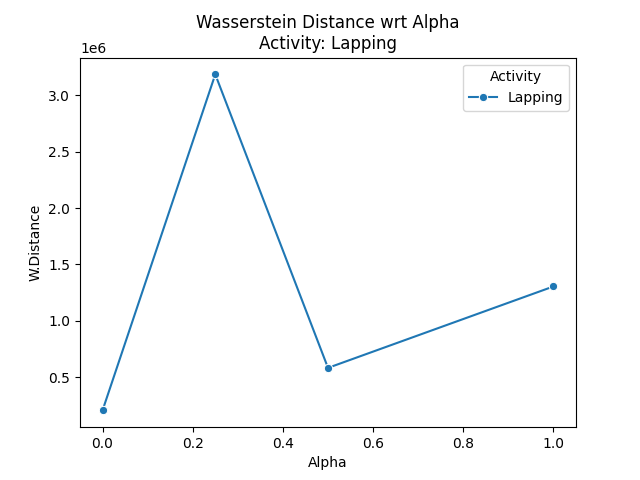 Wasserstein Distance wrt Alpha
Activity: Lapping
1e6
Activity
Lapping
3.0
2.5
2.0
1.5
1.0
0.5
W.Distance
0.0 0.2 0.4 0.6 0.8 1.0
Alpha